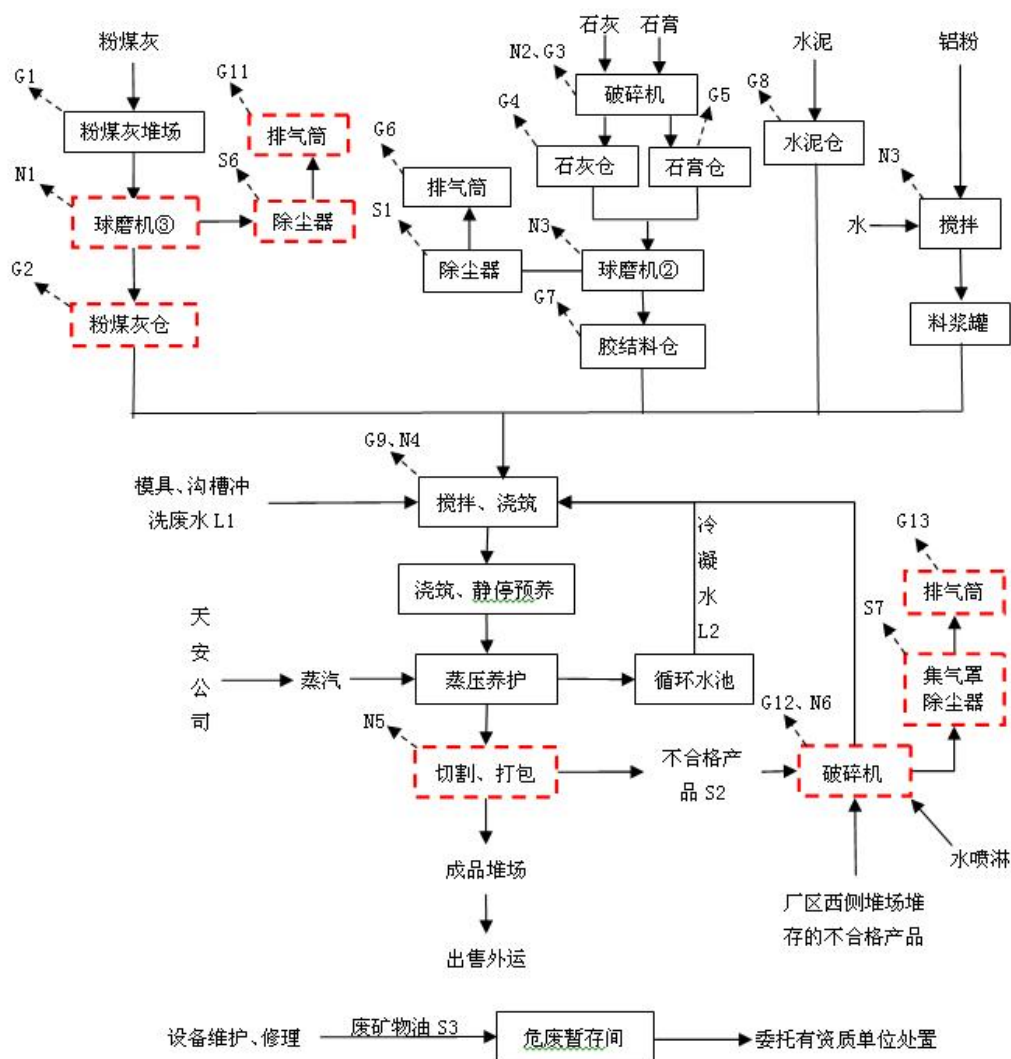 粉煤灰
石灰 石膏
水泥
铝粉
G1
G11
N2、G3
G8
破碎机
G4
G5
粉煤灰堆场
排气筒
G6
水泥仓
N3
石灰仓
石膏仓
N1
S6
排气筒
S1
球磨机③
除尘器
N3
水
搅拌
G2
除尘器
球磨机②
G7
粉煤灰仓
胶结料仓
料浆罐
G9、N4
模具、沟槽冲
洗废水 L1
搅拌、浇筑
冷
凝
水
L2
G13
排气筒
浇筑、静停预养
S7
天
安
公
司
蒸汽
蒸压养护
循环水池
集气罩
除尘器
G12、N6
N5
切割、打包
不合格产
品 S2
破碎机
水喷淋
成品堆场
厂区西侧堆场堆
存的不合格产品
出售外运
设备维护、修理
废矿物油 S3
危废暂存间
委托有资质单位处置